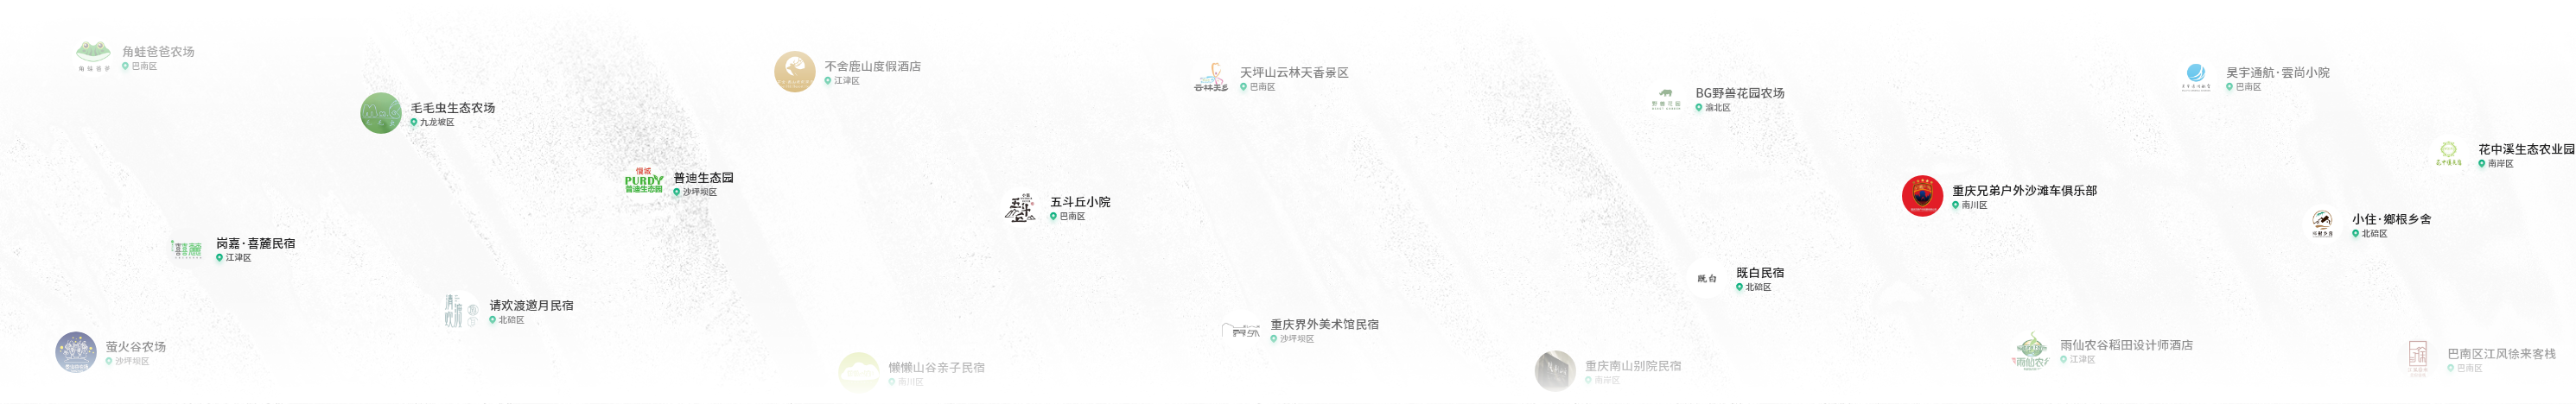 角蛙爸爸农场
巴南区
毛毛虫生态农场
九龙坡区
岗嘉·喜麓民宿
江津区
请欢渡邀月民宿
北碚区
萤火谷农场
沙坪坝区
慢城
PURDY
普迪生态园
普迪生态园
沙坪坝区
不舍鹿山度假酒店
江津区
懒懒山谷亲子民宿
南川区
五斗丘小院
巴南区
天坪山云林天香景区
巴南区
重庆界外美术馆民宿
沙坪坝区
重庆南山别院民宿
南岸区
BG野兽花园农场
渝北区
既白
既白民宿
北碚区
重庆兄弟户外沙滩车俱乐部
南川区
雨仙农谷稻田设计师酒店
江津区
昊宇通航·雲尚小院
巴南区
花中溪生态农业园
南岸区
小住·鄉根乡舍
北碚区
巴南区江风徐来客栈
巴南区